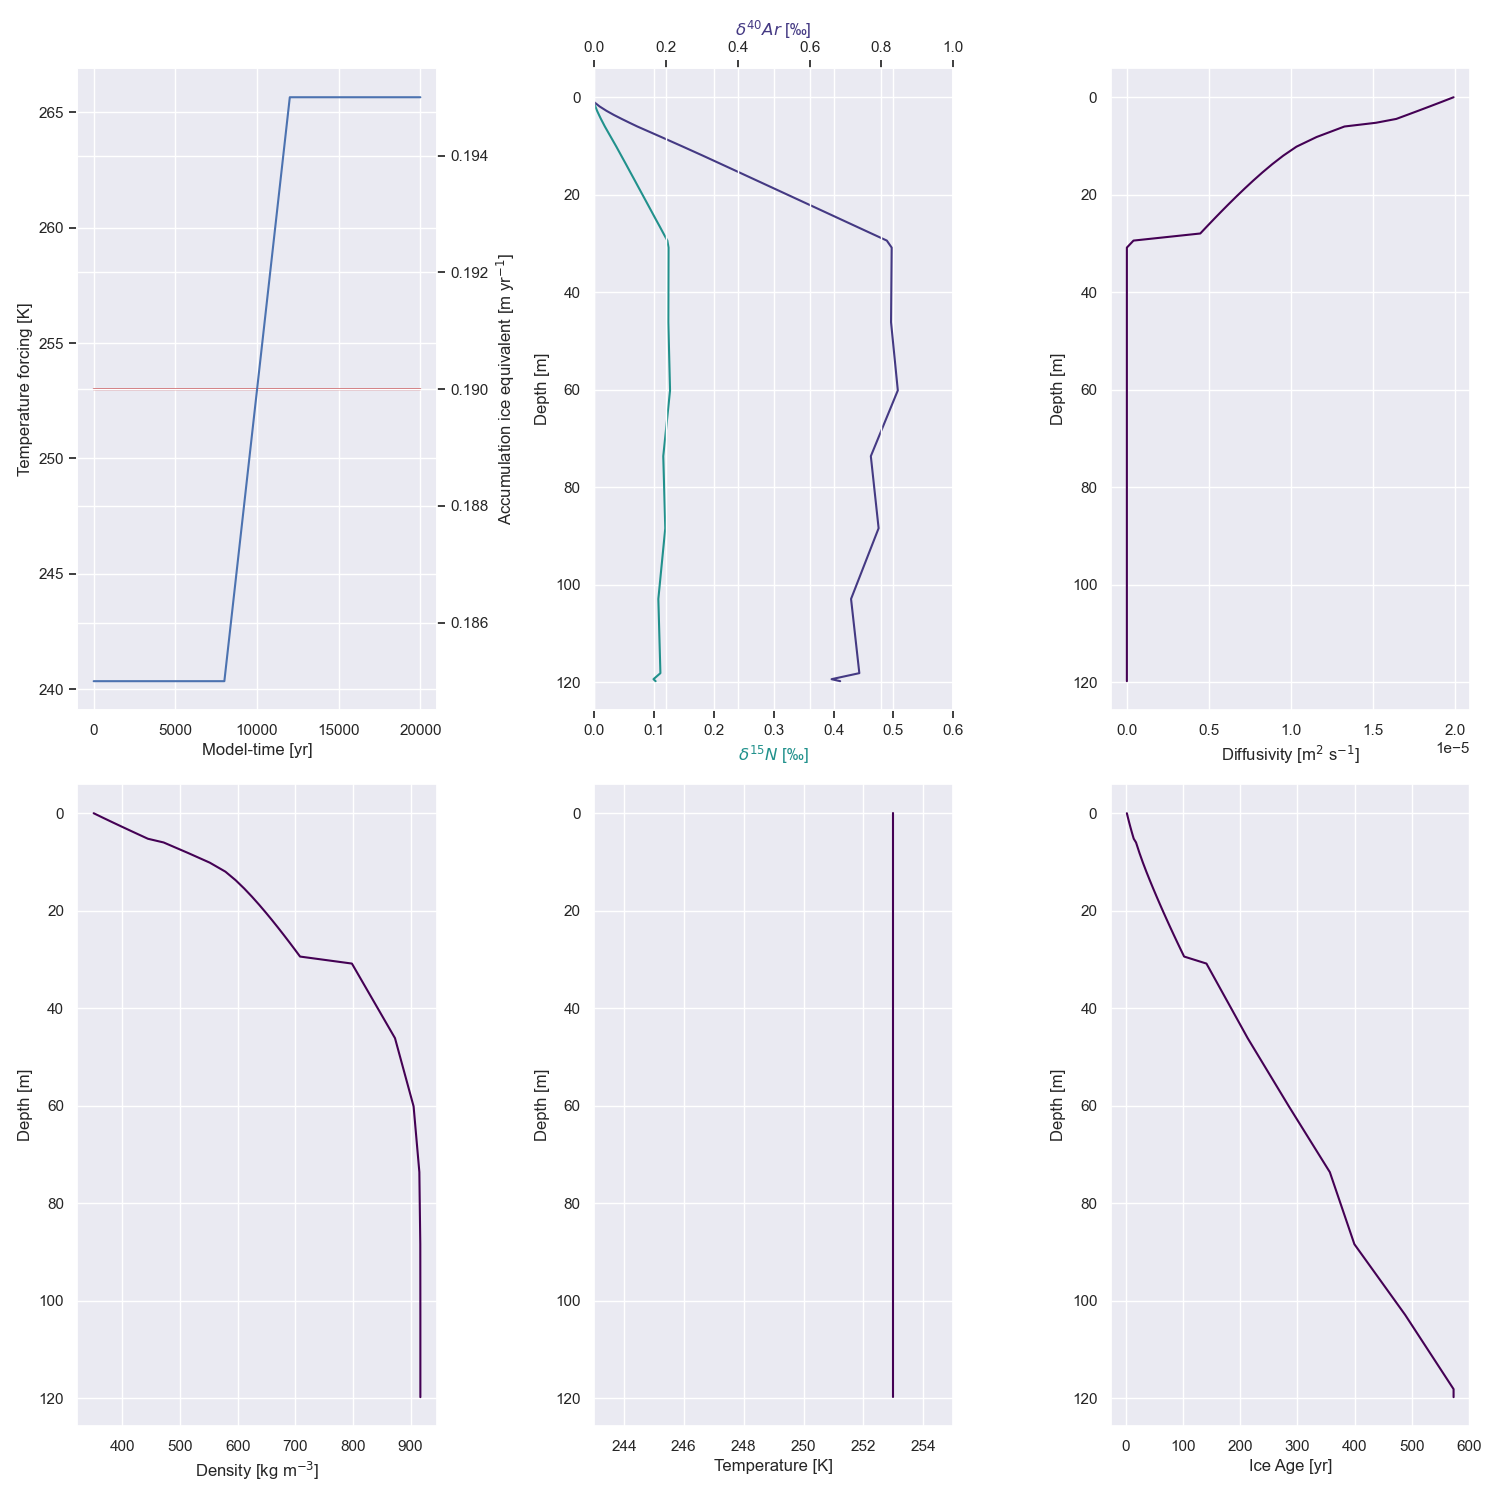 δ⁴⁰Ar [‰]
0.0 0.2 0.4 0.6 0.8 1.0
265
260
255
250
245
240
Temperature forcing [K]
0 5000 10000 15000 20000
Model-time [yr]
0.194
0.192
0.190
0.188
0.186
Accumulation ice equivalent [m yr⁻¹]
0
20
40
60
80
100
120
Depth [m]
0.0 0.1 0.2 0.3 0.4 0.5 0.6
δ¹⁵N [‰]
0
20
40
60
80
100
120
Depth [m]
0.0 0.5 1.0 1.5 2.0
1e−5
Diffusivity [m² s⁻¹]
0
20
40
60
80
100
120
Depth [m]
400 500 600 700 800 900
Density [kg m⁻³]
0
20
40
60
80
100
120
Depth [m]
244 246 248 250 252 254
Temperature [K]
0
20
40
60
80
100
120
Depth [m]
0 100 200 300 400 500 600
Ice Age [yr]